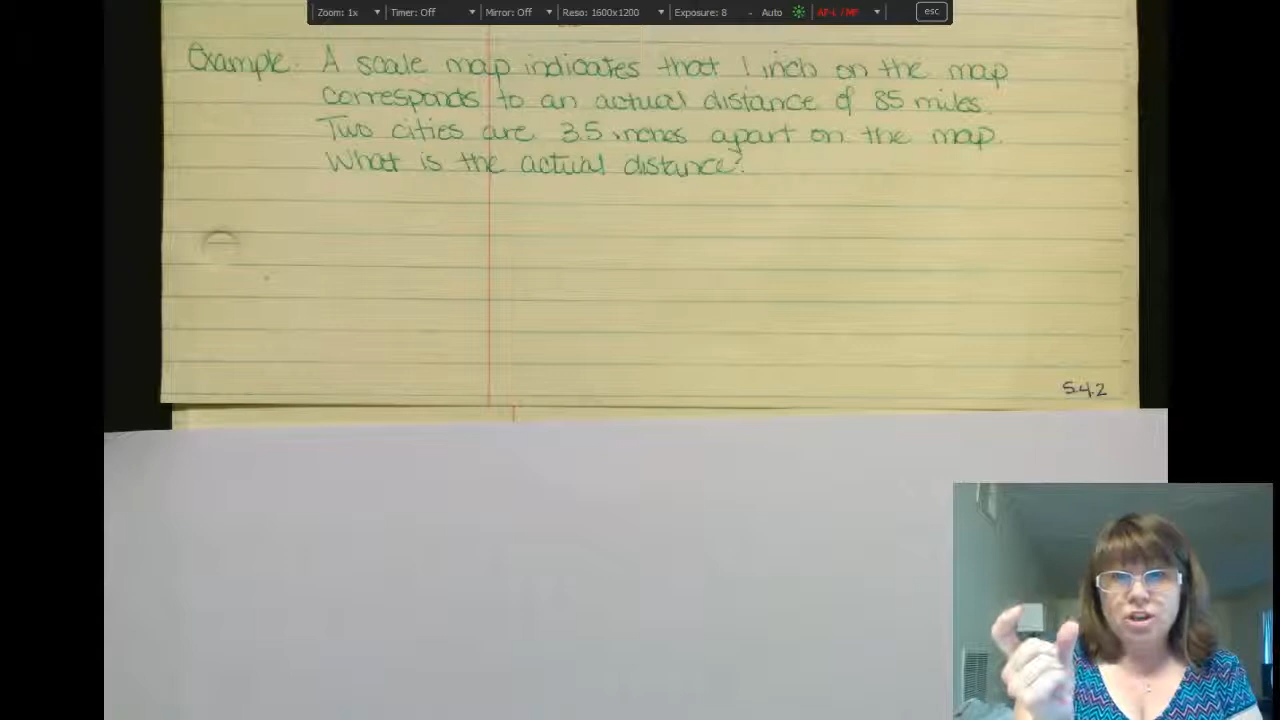 Zoom: 1x Timer: Off Mirror: Off Reso: 1600x1200 Exposure: 8 - Auto AF-i / MF esc
Example: A scale map indicates that 1 inch on the map
corresponds to an actual distance of 85 miles.
Two cities are 3.5 inches apart on the map.
What is the actual distance?
5.4.2